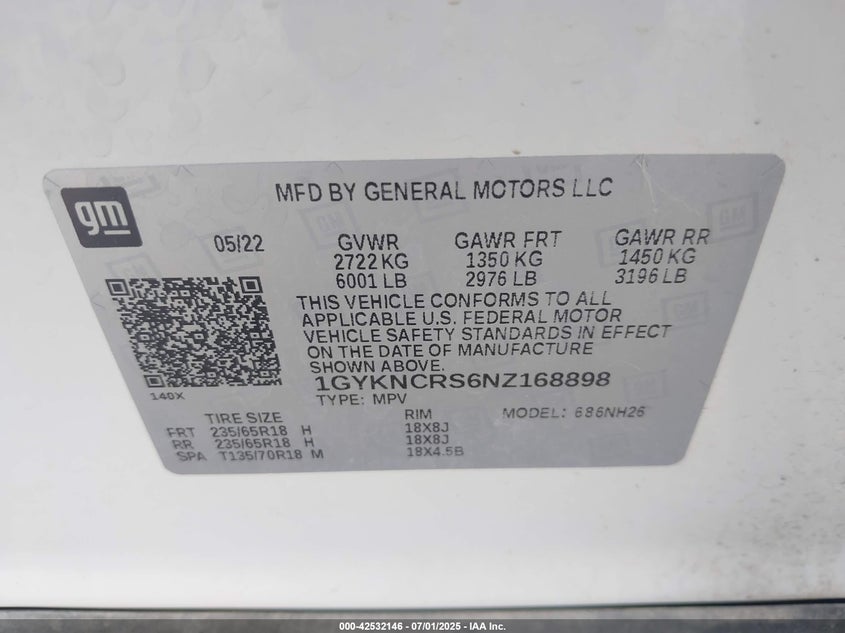 gm
MFD BY GENERAL MOTORS LLC
05/22 GVWR GAWR FRT GAWR RR
2722 KG 1350 KG 1450 KG
6001 LB 2976 LB 3196 LB
THIS VEHICLE CONFORMS TO ALL
APPLICABLE U.S. FEDERAL MOTOR
VEHICLE SAFETY STANDARDS IN EFFECT
ON THE DATE OF MANUFACTURE
SHOWN ABOVE.
1GYKNCRS6NZ168898
140X TYPE: MPV
TIRE SIZE RIM MODEL: 686NH26
FRT 235/65R18 H 18X8J
RR 235/65R18 H 18X8J
SPA T135/70R18 M 18X4.5B
000-42532146 - 07/01/2025 - IAA Inc.